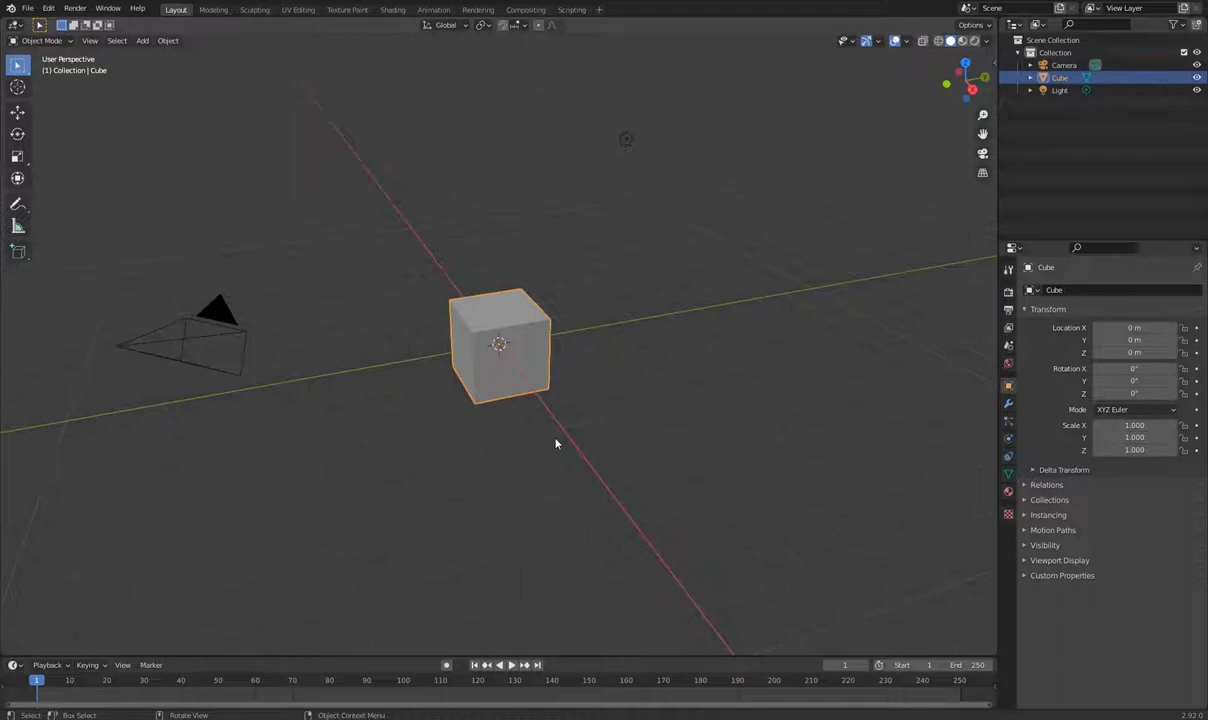 File Edit Render Window Help Layout Modeling Sculpting UV Editing Texture Paint Shading Animation Rendering Compositing Scripting + Scene View Layer
Global Options
Object Mode View Select Add Object
User Perspective
(1) Collection | Cube
Z
Y
X
Scene Collection
Collection
Camera
Cube
Light
Cube
Cube
Transform
Location X 0 m
Y 0 m
Z 0 m
Rotation X 0°
Y 0°
Z 0°
Mode XYZ Euler
Scale X 1.000
Y 1.000
Z 1.000
Delta Transform
Relations
Collections
Instancing
Motion Paths
Visibility
Viewport Display
Custom Properties
Playback Keying View Marker 1 Start 1 End 250
1 10 20 30 40 50 60 70 80 90 100 110 120 130 140 150 160 170 180 190 200 210 220 230 240 250
Select Box Select Rotate View Object Context Menu 2.92.0